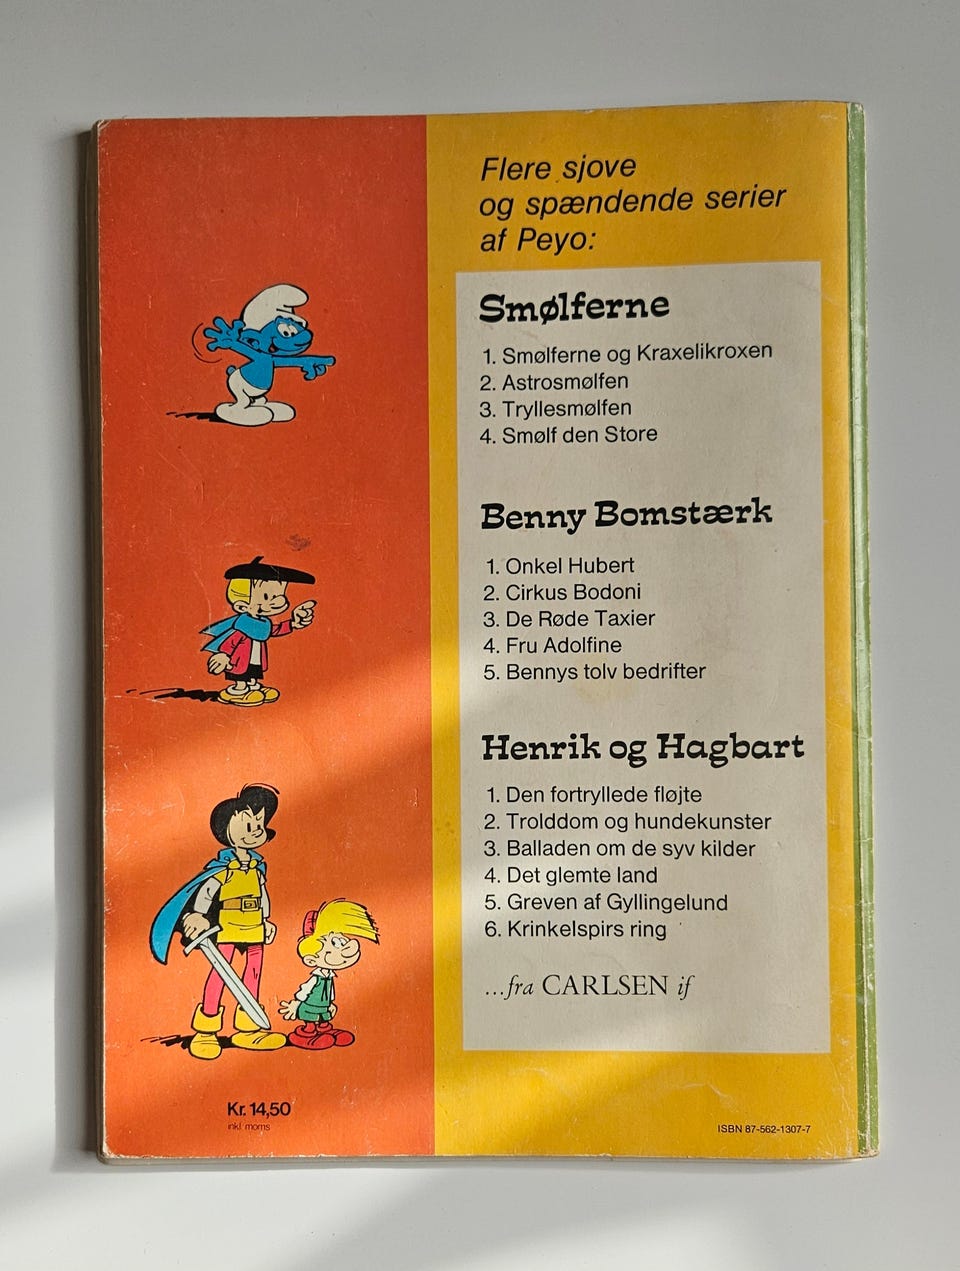 Flere sjove
og spændende serier
af Peyo:
Smølferne
1. Smølferne og Kraxelikroxen
2. Astrosmølfen
3. Tryllesmølfen
4. Smølf den Store
Benny Bomstærk
1. Onkel Hubert
2. Cirkus Bodoni
3. De Røde Taxier
4. Fru Adolfine
5. Bennys tolv bedrifter
Henrik og Hagbart
1. Den fortryllede fløjte
2. Trolddom og hundekunster
3. Balladen om de syv kilder
4. Det glemte land
5. Greven af Gyllingelund
6. Krinkelspirs ring
...fra CARLSEN if
Kr. 14,50
inkl. moms
ISBN 87-562-1307-7